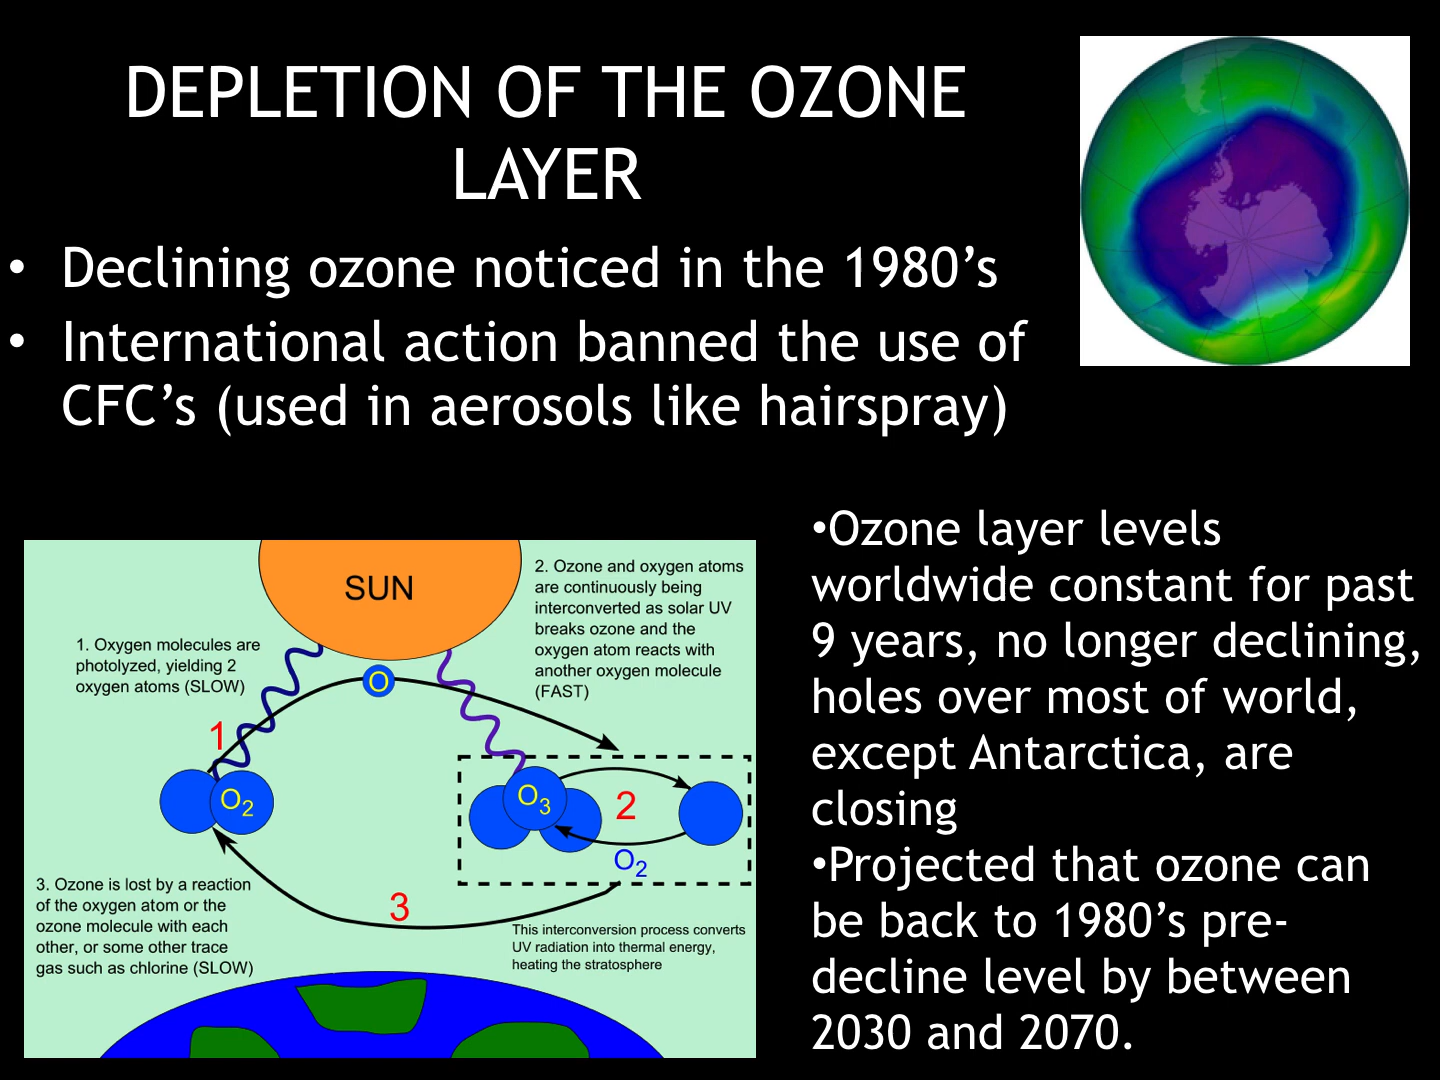 DEPLETION OF THE OZONE
LAYER
• Declining ozone noticed in the 1980’s
• International action banned the use of
CFC’s (used in aerosols like hairspray)
SUN
1. Oxygen molecules are
photolyzed, yielding 2
oxygen atoms (SLOW)
2. Ozone and oxygen atoms
are continuously being
interconverted as solar UV
breaks ozone and the
oxygen atom reacts with
another oxygen molecule
(FAST)
O
1
O2
O3
2
O2
3
3. Ozone is lost by a reaction
of the oxygen atom or the
ozone molecule with each
other, or some other trace
gas such as chlorine (SLOW)
This interconversion process converts
UV radiation into thermal energy,
heating the stratosphere
•Ozone layer levels
worldwide constant for past
9 years, no longer declining,
holes over most of world,
except Antarctica, are
closing
•Projected that ozone can
be back to 1980’s pre-
decline level by between
2030 and 2070.